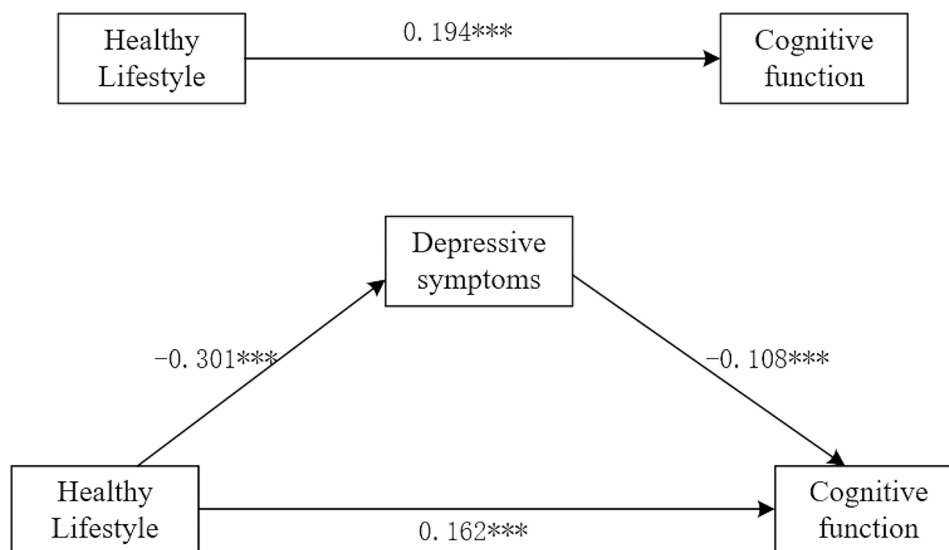 Healthy
Lifestyle
0.194***
Cognitive
function
Depressive
symptoms
-0.301***
-0.108***
Healthy
Lifestyle
0.162***
Cognitive
function